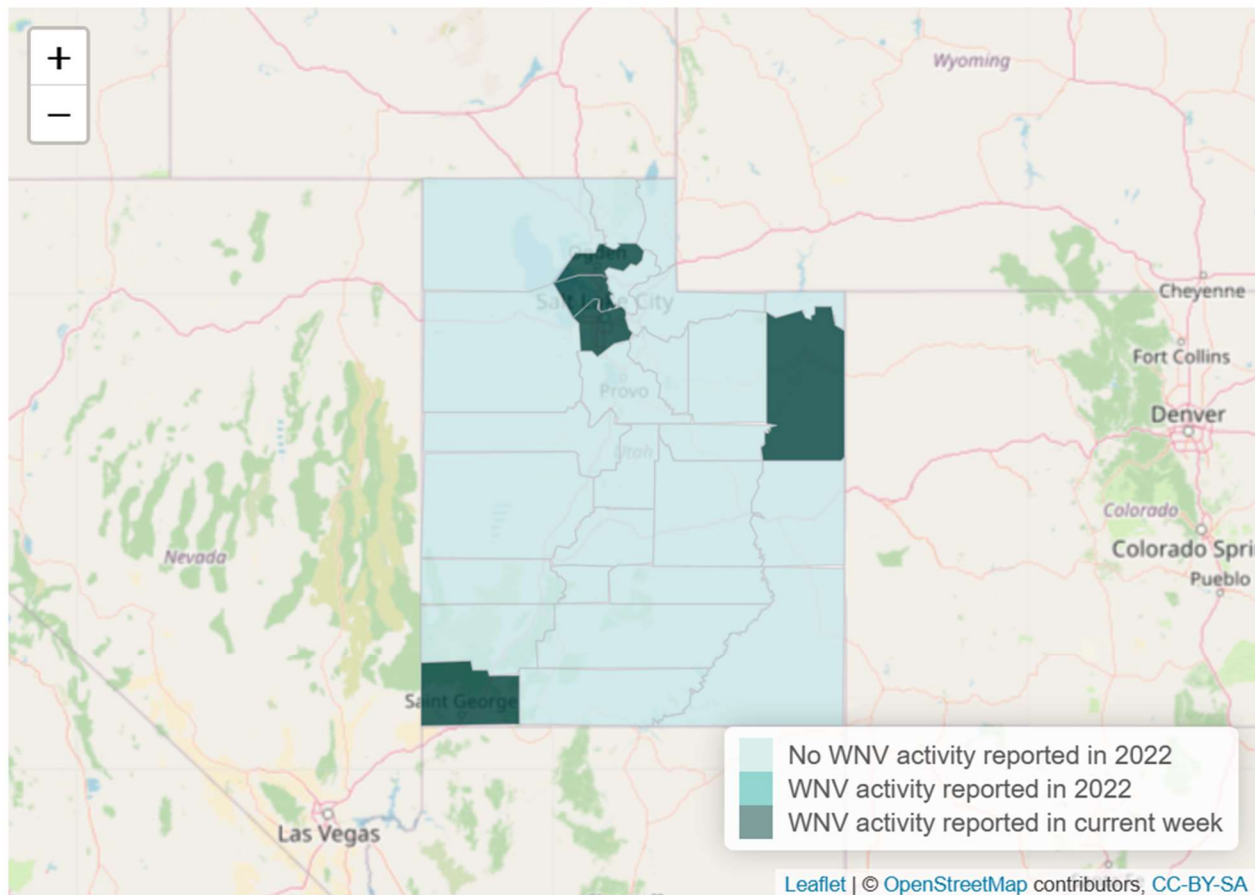 +
−
Wyoming
Ogden
Salt Lake City
Cheyenne
Fort Collins
Provo
Denver
Utah
Colorado
Nevada
Colorado Spri
Pueblo
Saint George
No WNV activity reported in 2022
WNV activity reported in 2022
WNV activity reported in current week
Las Vegas
Leaflet | © OpenStreetMap contributors, CC-BY-SA